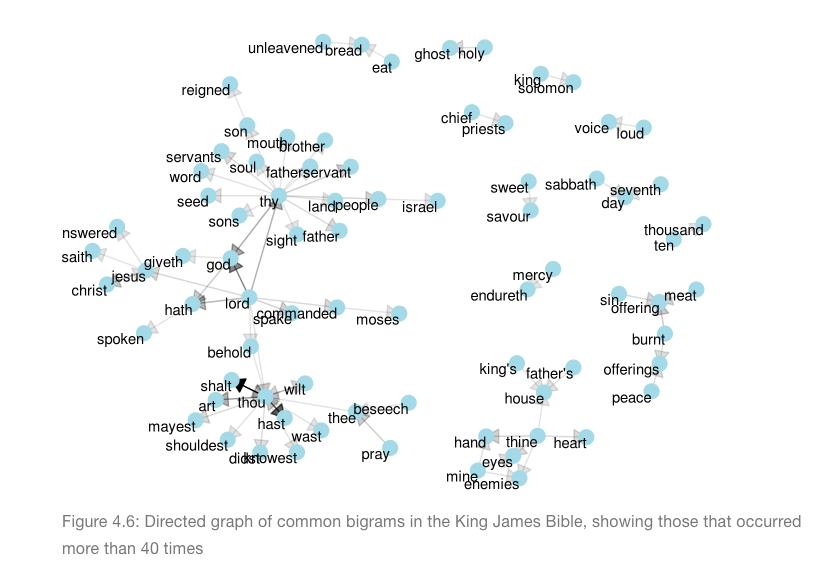 unleavened bread
eat
ghost holy
king
solomon
reigned
chief
priests
voice loud
son
mouth brother
servants
soul father servant
word
seed
thy
land people israel
sons
sight father
sweet sabbath seventh
savour day
thousand
ten
nswered
saith
jesus giveth god
christ
hath lord
spake commanded moses
spoken
behold
mercy
endureth
sin offering meat
burnt
king's father's offerings
house peace
shalt
art thou wilt
mayest hast thee beseech
shouldest wast
didst knowest pray
hand thine heart
eyes
mine enemies
Figure 4.6: Directed graph of common bigrams in the King James Bible, showing those that occurred
more than 40 times